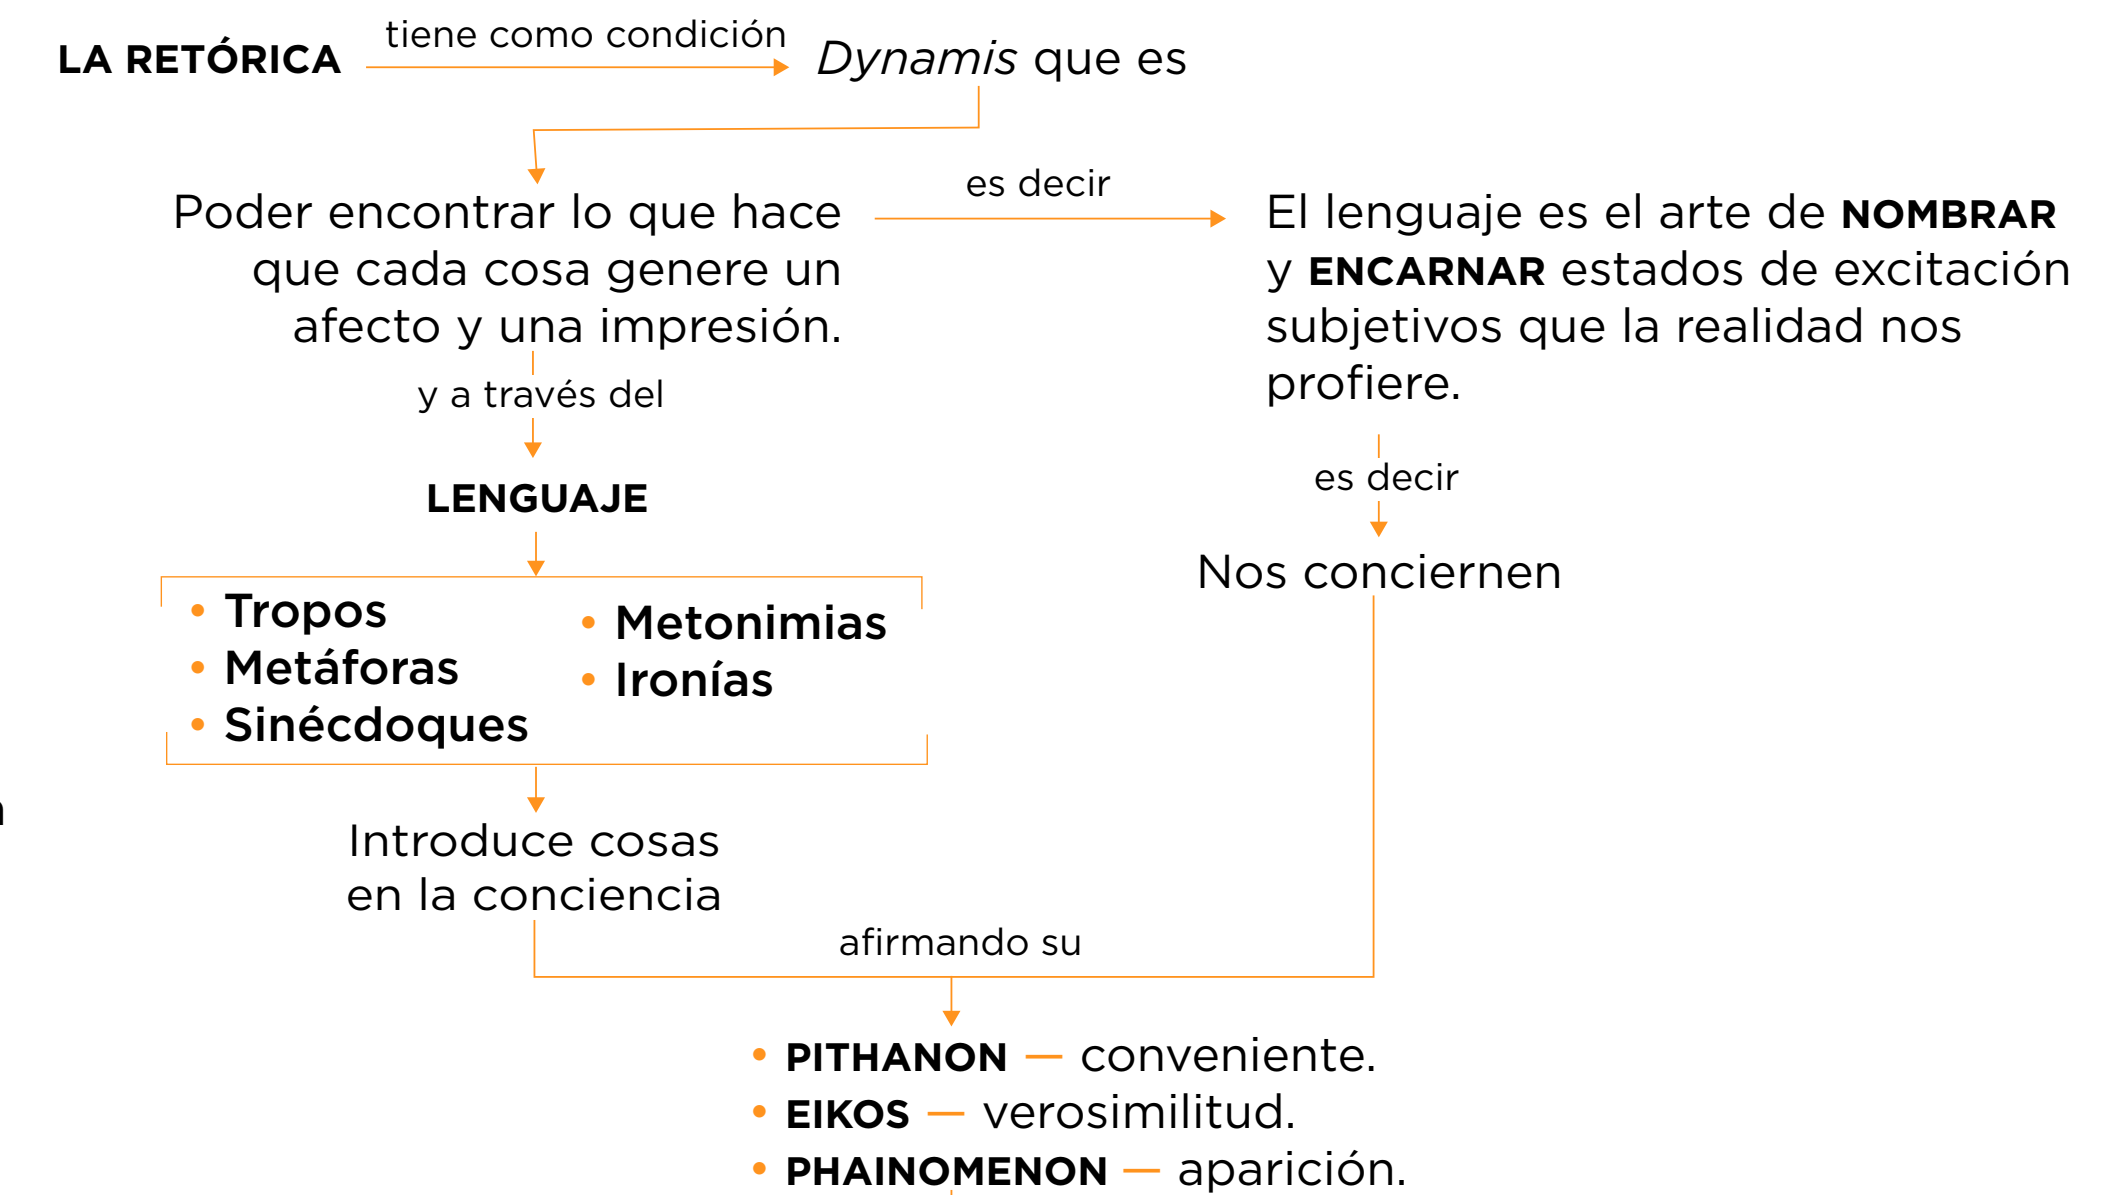 LA RETÓRICA tiene como condición Dynamis que es
Poder encontrar lo que hace
que cada cosa genere un
afecto y una impresión.
es decir
El lenguaje es el arte de NOMBRAR
y ENCARNAR estados de excitación
subjetivos que la realidad nos
profiere.
y a través del
LENGUAJE
• Tropos
• Metáforas
• Sinécdoques
• Metonimias
• Ironías
es decir
Nos conciernen
Introduce cosas
en la conciencia
afirmando su
• PITHANON — conveniente.
• EIKOS — verosimilitud.
• PHAINOMENON — aparición.